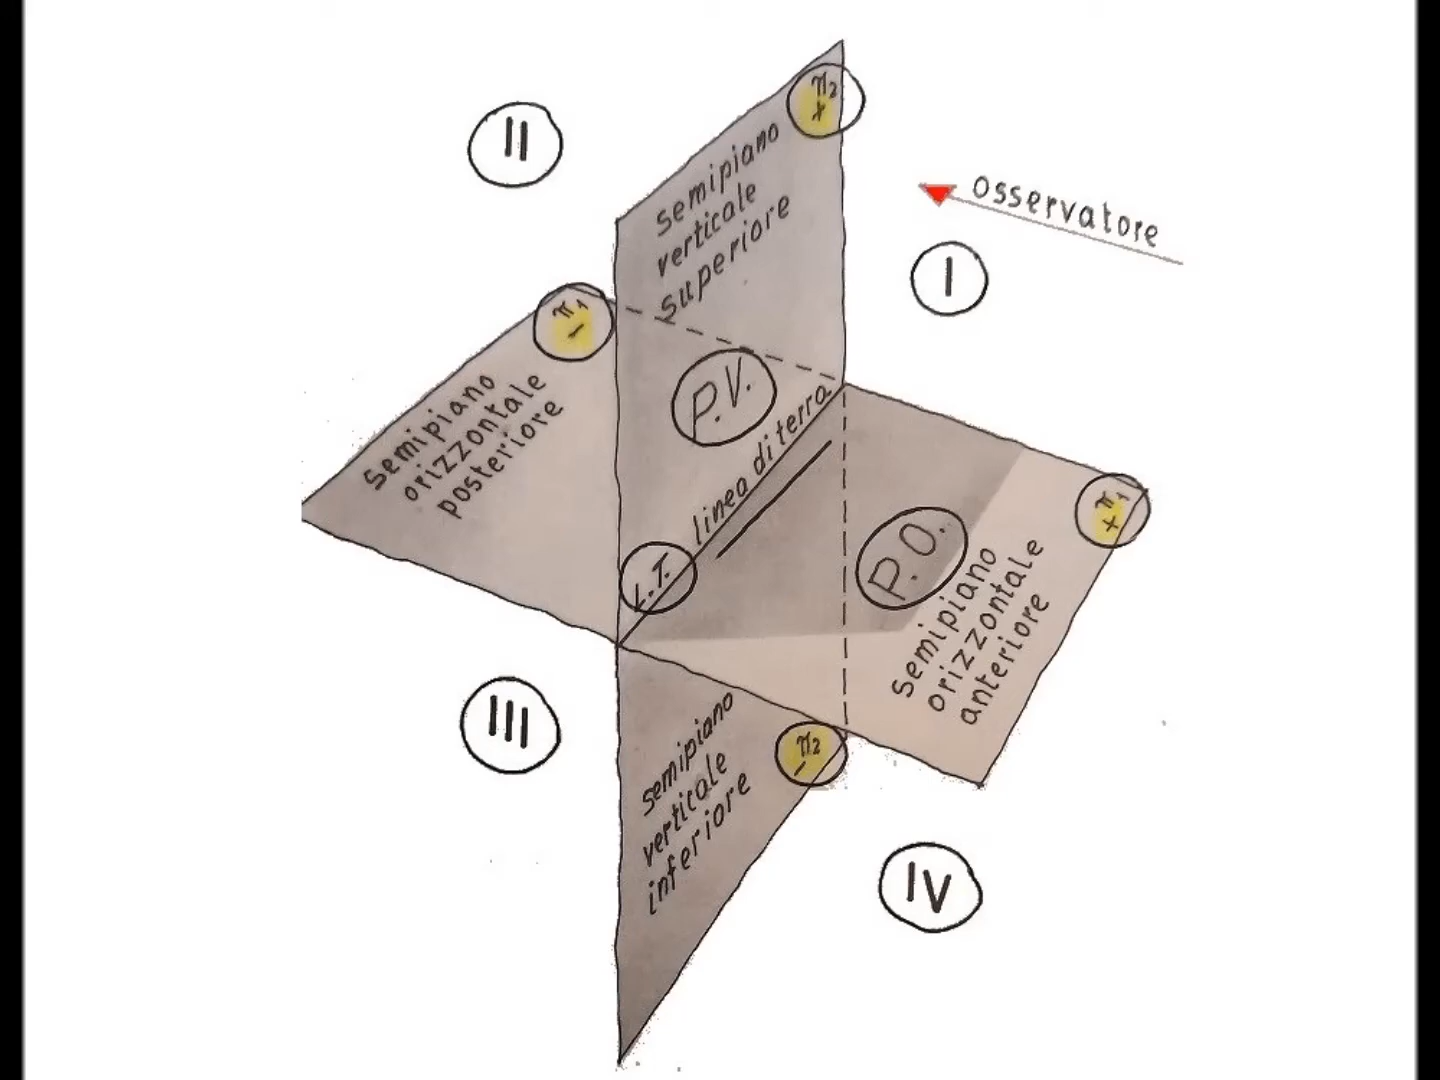 II
π2
+
semipiano
verticale
superiore
osservatore
I
π1
-
semipiano
orizzontale
posteriore
P.V.
linea di terra
L.T.
P.O.
π1
+
semipiano
orizzontale
anteriore
III
π2
-
semipiano
verticale
inferiore
IV